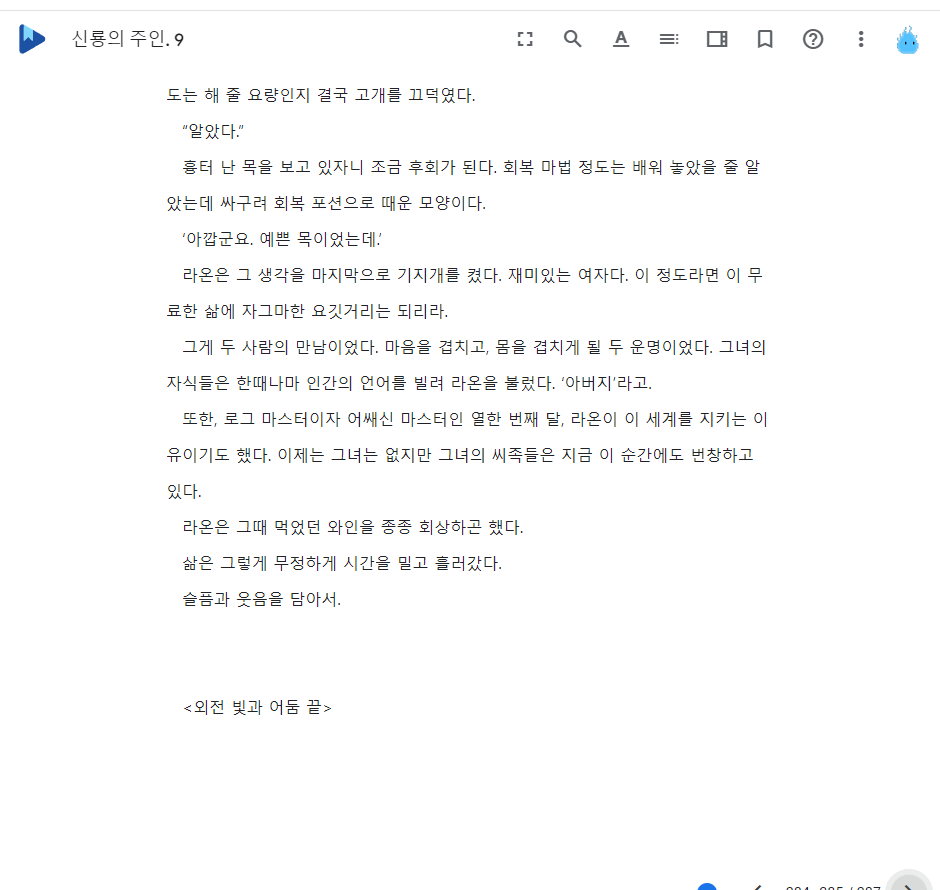 신룡의 주인. 9
도는 해 줄 요량인지 결국 고개를 끄덕였다.
“알았다.”
흉터 난 목을 보고 있자니 조금 후회가 된다. 회복 마법 정도는 배워 놓았을 줄 알
았는데 싸구려 회복 포션으로 때운 모양이다.
‘아깝군요. 예쁜 목이었는데.’
라온은 그 생각을 마지막으로 기지개를 켰다. 재미있는 여자다. 이 정도라면 이 무
료한 삶에 자그마한 요깃거리는 되리라.
그게 두 사람의 만남이었다. 마음을 겹치고, 몸을 겹치게 될 두 운명이었다. 그녀의
자식들은 한때나마 인간의 언어를 빌려 라온을 불렀다. ‘아버지’라고.
또한, 로그 마스터이자 어쌔신 마스터인 열한 번째 달, 라온이 이 세계를 지키는 이
유이기도 했다. 이제는 그녀는 없지만 그녀의 씨족들은 지금 이 순간에도 번창하고
있다.
라온은 그때 먹었던 와인을 종종 회상하곤 했다.
삶은 그렇게 무정하게 시간을 밀고 흘러갔다.
슬픔과 웃음을 담아서.
<외전 빛과 어둠 끝>